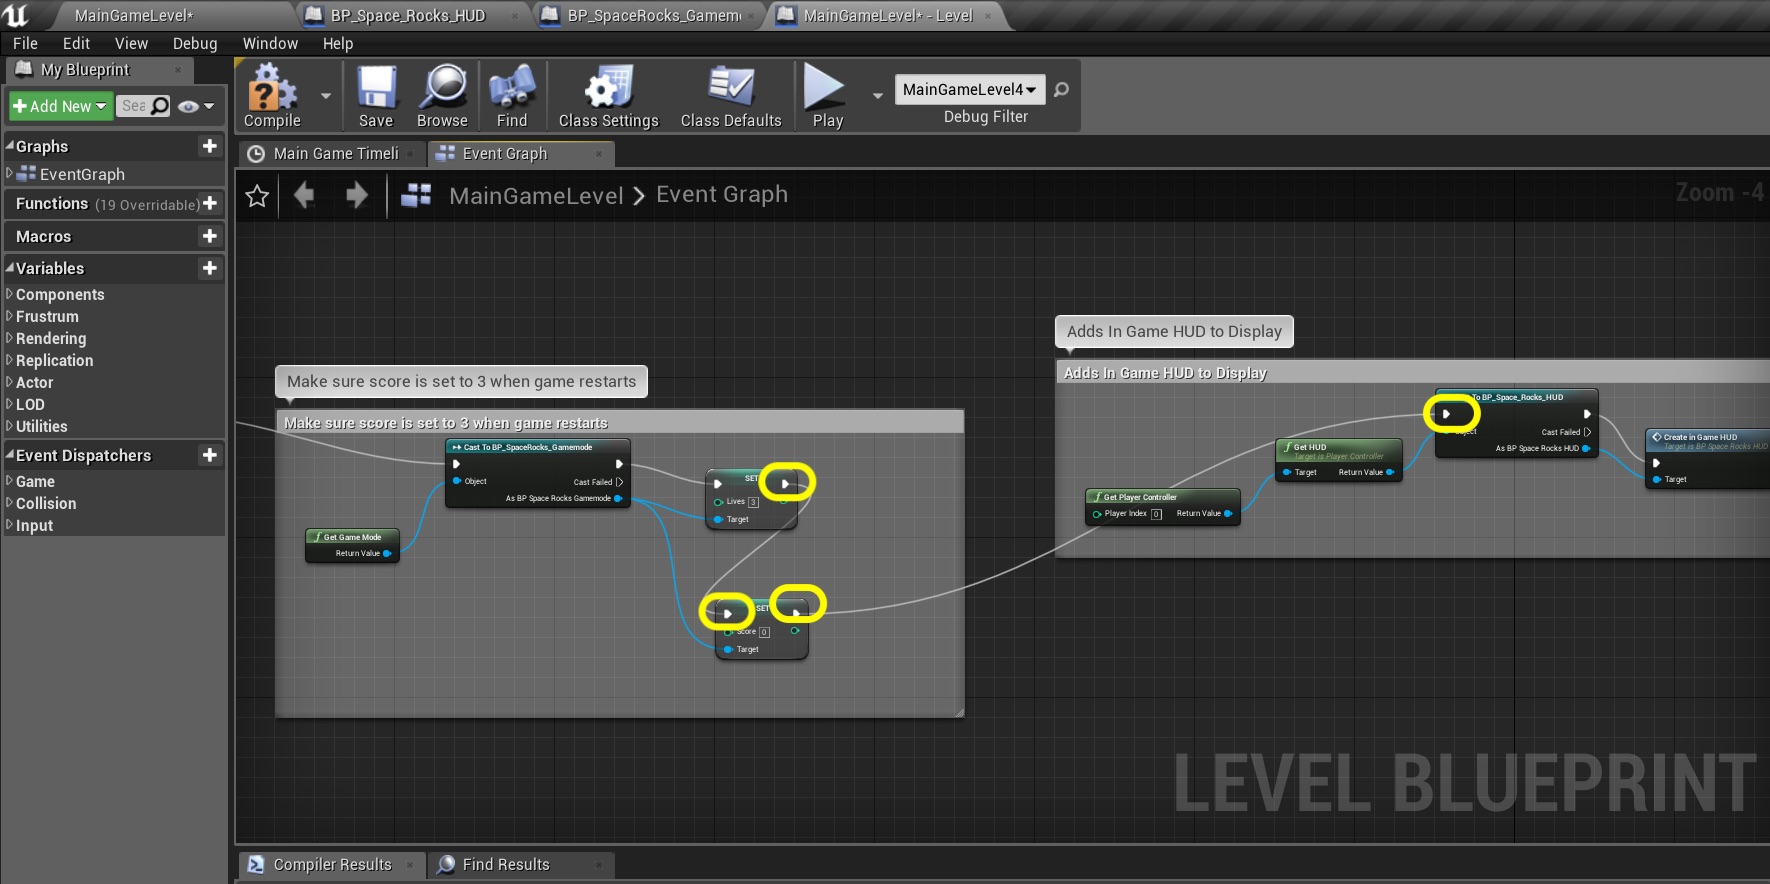 MainGameLevel*
BP_Space_Rocks_HUD
BP_SpaceRocks_Gamem
MainGameLevel* - Level
File Edit View Debug Window Help
My Blueprint
Add New
Sea
Compile
Save
Browse
Find
Class Settings
Class Defaults
Play
MainGameLevel4
Debug Filter
Main Game Timeli
Event Graph
MainGameLevel > Event Graph
Zoom -4
Graphs
EventGraph
Functions (19 Overridable)
Macros
Variables
Components
Frustrum
Rendering
Replication
Actor
LOD
Utilities
Event Dispatchers
Game
Collision
Input
Make sure score is set to 3 when game restarts
Make sure score is set to 3 when game restarts
Cast To BP_SpaceRocks_Gamemode
Object
Cast Failed
As BP Space Rocks Gamemode
Get Game Mode
Return Value
SET
Lives 3
Target
SET
Score 0
Target
Adds In Game HUD to Display
Adds In Game HUD to Display
To BP_Space_Rocks_HUD
Object
Cast Failed
As BP Space Rocks HUD
Get HUD
Target is Player Controller
Target
Return Value
Get Player Controller
Player Index 0
Return Value
Create in Game HUD
Target is BP Space Rocks HUD
Target
LEVEL BLUEPRINT
Compiler Results
Find Results